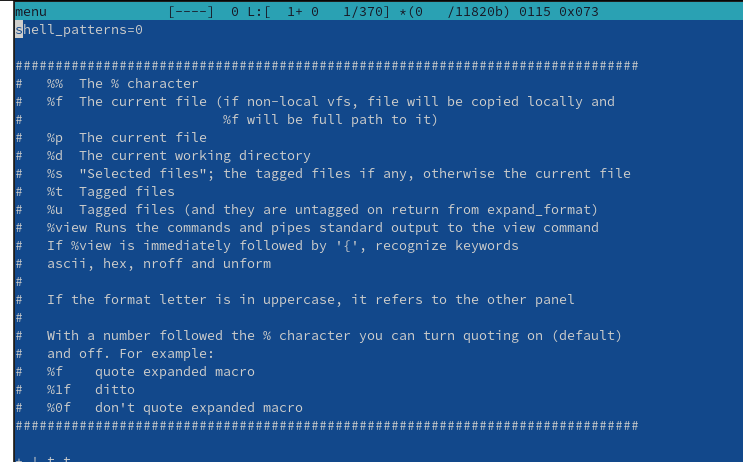 menu [----] 0 L:[ 1+ 0 1/370] *(0 /11820b) 0115 0x073
shell_patterns=0
##############################################################################
# %% The % character
# %f The current file (if non-local vfs, file will be copied locally and
# %f will be full path to it)
# %p The current file
# %d The current working directory
# %s "Selected files"; the tagged files if any, otherwise the current file
# %t Tagged files
# %u Tagged files (and they are untagged on return from expand_format)
# %view Runs the commands and pipes standard output to the view command
# If %view is immediately followed by '{', recognize keywords
# ascii, hex, nroff and unform
#
# If the format letter is in uppercase, it refers to the other panel
#
# With a number followed the % character you can turn quoting on (default)
# and off. For example:
# %f quote expanded macro
# %1f ditto
# %0f don't quote expanded macro
##############################################################################